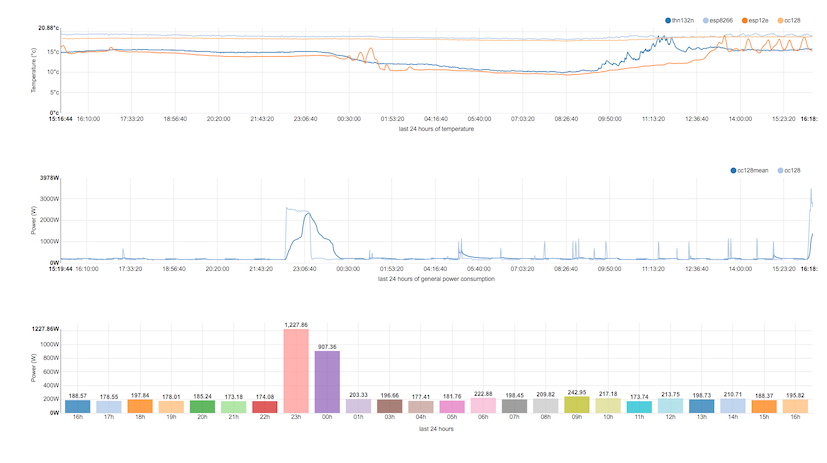 thn132n esp8266 esp12e cc128
20.88°c
15°c
10°c
5°c
0°c
Temperature (°c)
15:16:44 16:10:00 17:33:20 18:56:40 20:20:00 21:43:20 23:06:40 00:30:00 01:53:20 04:16:40 05:40:00 07:03:20 08:26:40 09:50:00 11:13:20 12:36:40 14:00:00 15:23:20 16:18:
last 24 hours of temperature
cc128mean cc128
3978W
3000W
2000W
1000W
0W
Power (W)
15:19:44 16:10:00 17:33:20 18:56:40 20:20:00 21:43:20 23:06:40 00:30:00 01:53:20 04:16:40 05:40:00 07:03:20 08:26:40 09:50:00 11:13:20 12:36:40 14:00:00 15:23:20 16:18:
last 24 hours of general power consumption
1227.86W
1000W
800W
600W
400W
200W
0W
Power (W)
188.57 178.55 197.84 178.01 185.24 173.18 174.08 1,227.86 907.36 203.33 196.66 177.41 181.76 222.88 198.45 209.82 242.95 217.18 173.74 213.75 198.73 210.71 188.37 195.82
16h 17h 18h 19h 20h 21h 22h 23h 00h 01h 03h 04h 05h 06h 07h 08h 09h 10h 11h 12h 13h 14h 15h 16h
last 24 hours